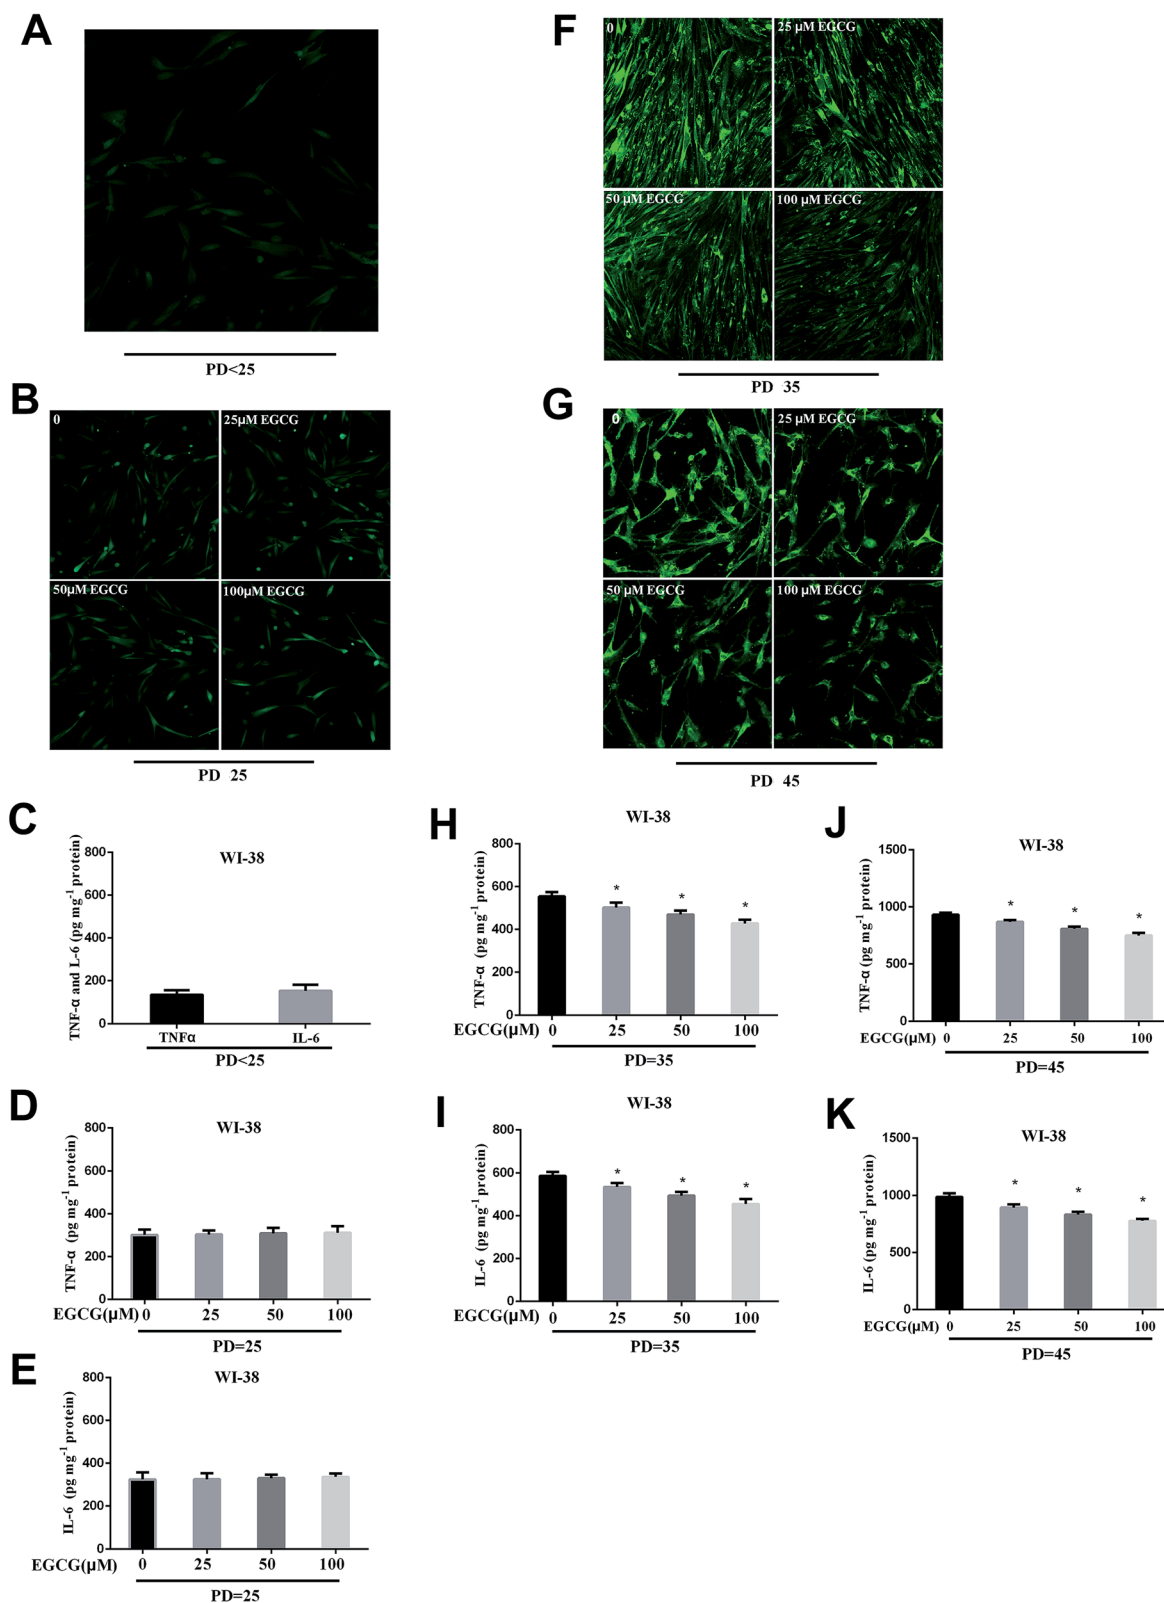 A
PD<25
B
0
25μM EGCG
50μM EGCG
100μM EGCG
PD 25
C
WI-38
TNF-α and L-6 (pg mg-1 protein)
800
600
400
200
0
TNFα
IL-6
PD<25
D
WI-38
TNF-α (pg mg-1 protein)
800
600
400
200
0
EGCG(μM)
0
25
50
100
PD=25
E
WI-38
IL-6 (pg mg-1 protein)
800
600
400
200
0
EGCG(μM)
0
25
50
100
PD=25
F
0
25 μM EGCG
50 μM EGCG
100 μM EGCG
PD 35
G
0
25 μM EGCG
50 μM EGCG
100 μM EGCG
PD 45
H
WI-38
TNF-α (pg mg-1 protein)
800
600
400
200
0
*
*
*
EGCG(μM)
0
25
50
100
PD=35
I
WI-38
IL-6 (pg mg-1 protein)
800
600
400
200
0
*
*
*
EGCG(μM)
0
25
50
100
PD=35
J
WI-38
TNF-α (pg mg-1 protein)
1500
1000
500
0
*
*
*
EGCG(μM)
0
25
50
100
PD=45
K
WI-38
IL-6 (pg mg-1 protein)
1500
1000
500
0
*
*
*
EGCG(μM)
0
25
50
100
PD=45